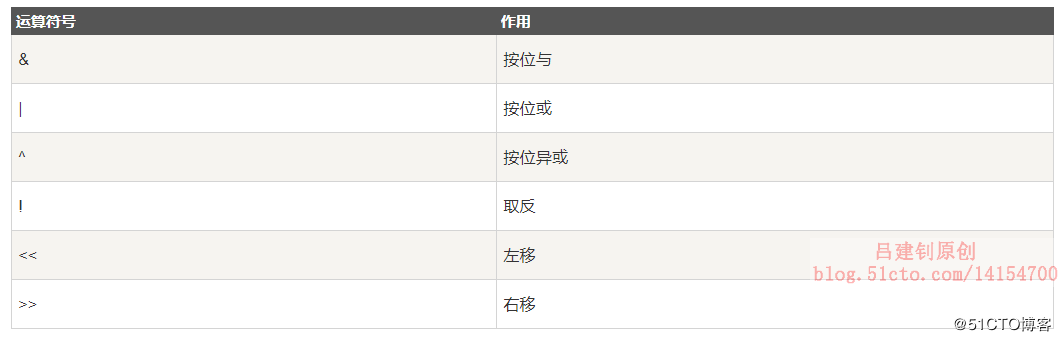 运算符号 作用
& 按位与
| 按位或
^ 按位异或
! 取反
<< 左移
>> 右移
吕建钊原创
blog.51cto.com/14154700
@51CTO博客